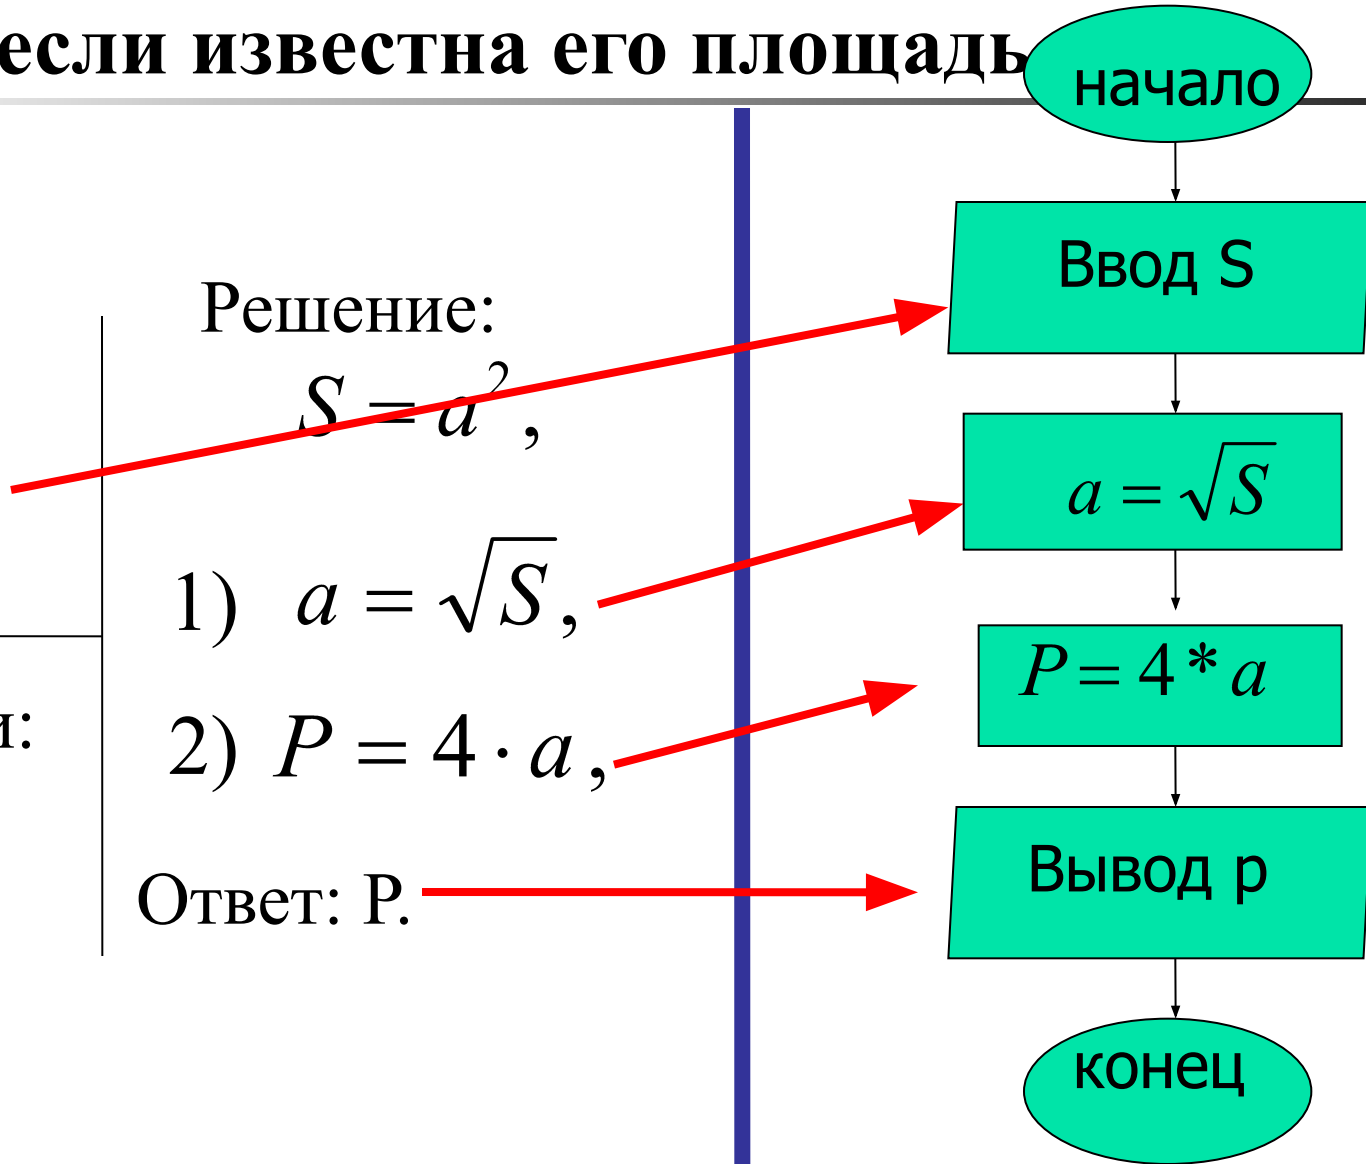 если известна его площадь
Решение:
S = a²,
1) a = √S,
2) P = 4 · a,
и:
Ответ: Р.
начало
Ввод S
a = √S
P = 4 * a
Вывод р
конец